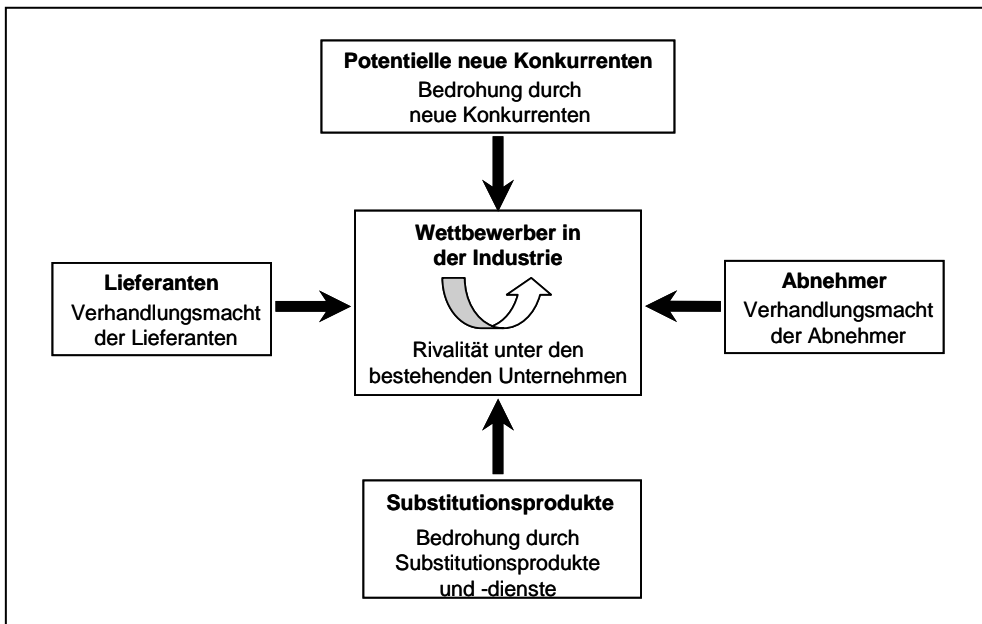 Potentielle neue Konkurrenten
Bedrohung durch
neue Konkurrenten
Wettbewerber in
der Industrie
Rivalität unter den
bestehenden Unternehmen
Lieferanten
Verhandlungsmacht
der Lieferanten
Abnehmer
Verhandlungsmacht
der Abnehmer
Substitutionsprodukte
Bedrohung durch
Substitutionsprodukte
und -dienste